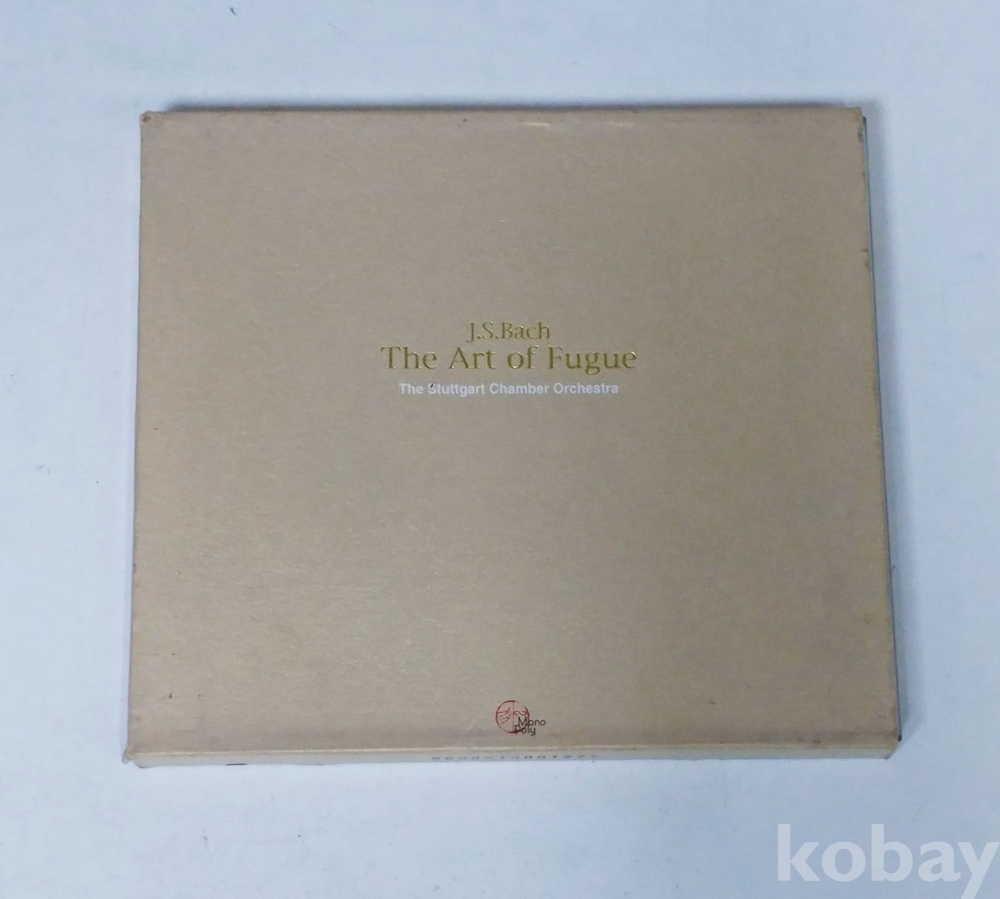 J.S.Bach
The Art of Fugue
The Stuttgart Chamber Orchestra
Mono
Poly
kobay